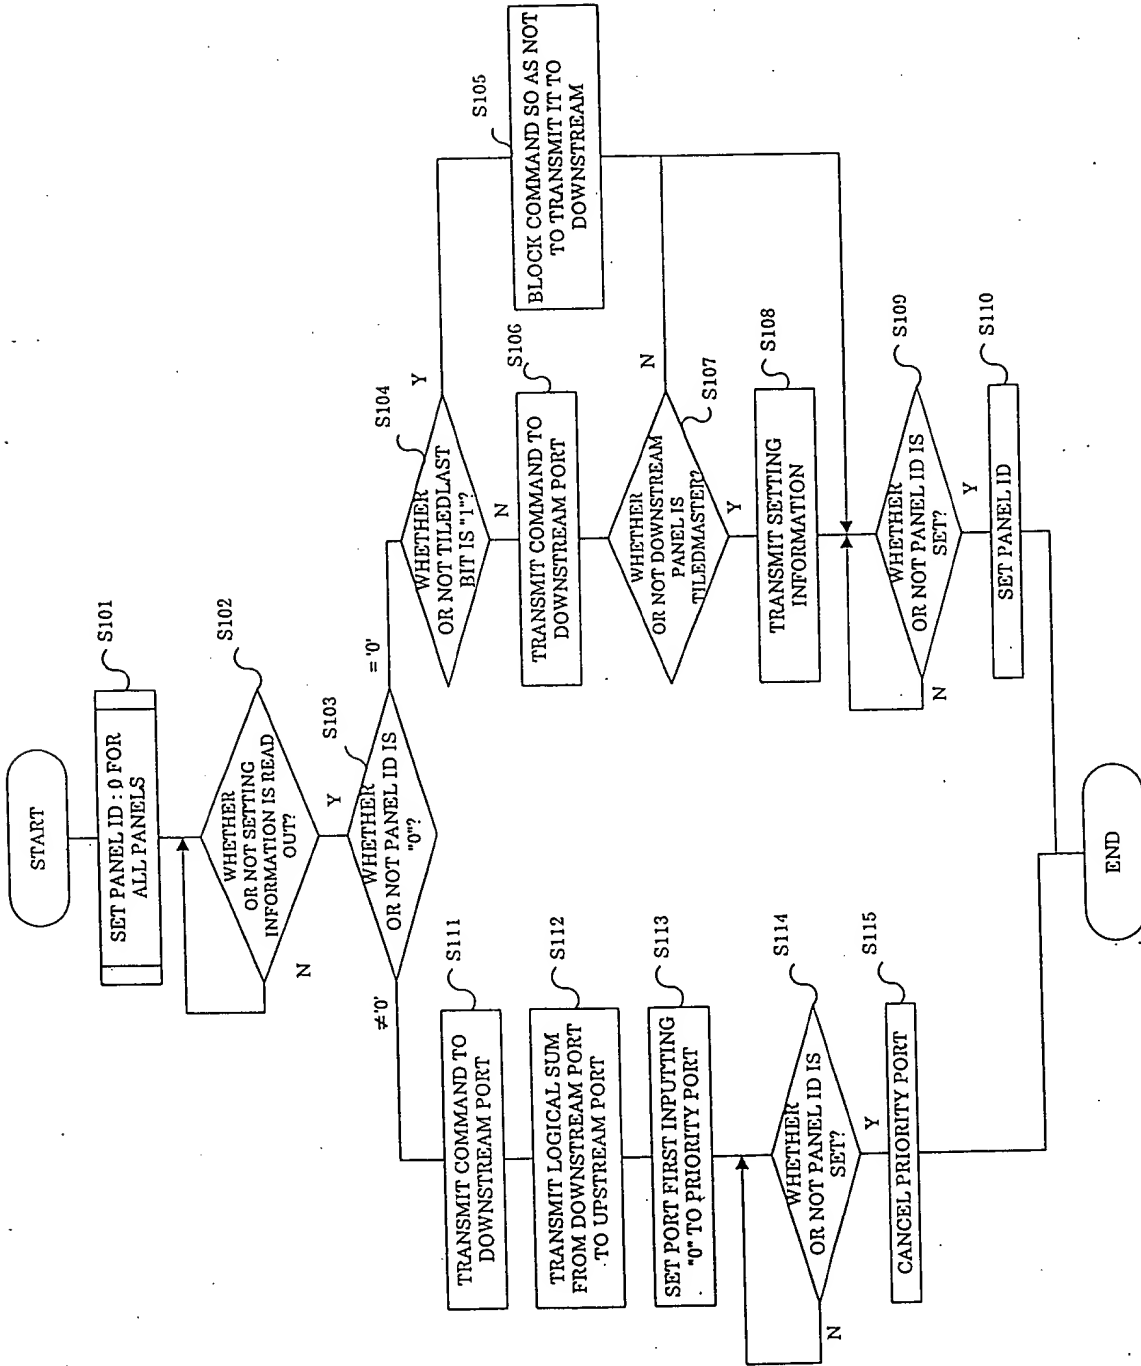 START
S101
SET PANEL ID : 0 FOR
ALL PANELS
S102
WHETHER
OR NOT SETTING
INFORMATION IS READ
OUT?
N
Y
S103
WHETHER
OR NOT PANEL ID IS
"0"?
≠'0'
= '0'
S104
WHETHER
OR NOT TILEDLAST
BIT IS "1"?
Y
N
S105
BLOCK COMMAND SO AS NOT
TO TRANSMIT IT TO
DOWNSTREAM
S106
TRANSMIT COMMAND TO
DOWNSTREAM PORT
S107
WHETHER
OR NOT DOWNSTREAM
PANEL IS
TILEDMASTER?
N
Y
S108
TRANSMIT SETTING
INFORMATION
S109
WHETHER
OR NOT PANEL ID IS
SET?
N
Y
S110
SET PANEL ID
S111
TRANSMIT COMMAND TO
DOWNSTREAM PORT
S112
TRANSMIT LOGICAL SUM
FROM DOWNSTREAM PORT
TO UPSTREAM PORT
S113
SET PORT FIRST INPUTTING
"0" TO PRIORITY PORT
S114
WHETHER
OR NOT PANEL ID IS
SET?
N
Y
S115
CANCEL PRIORITY PORT
END